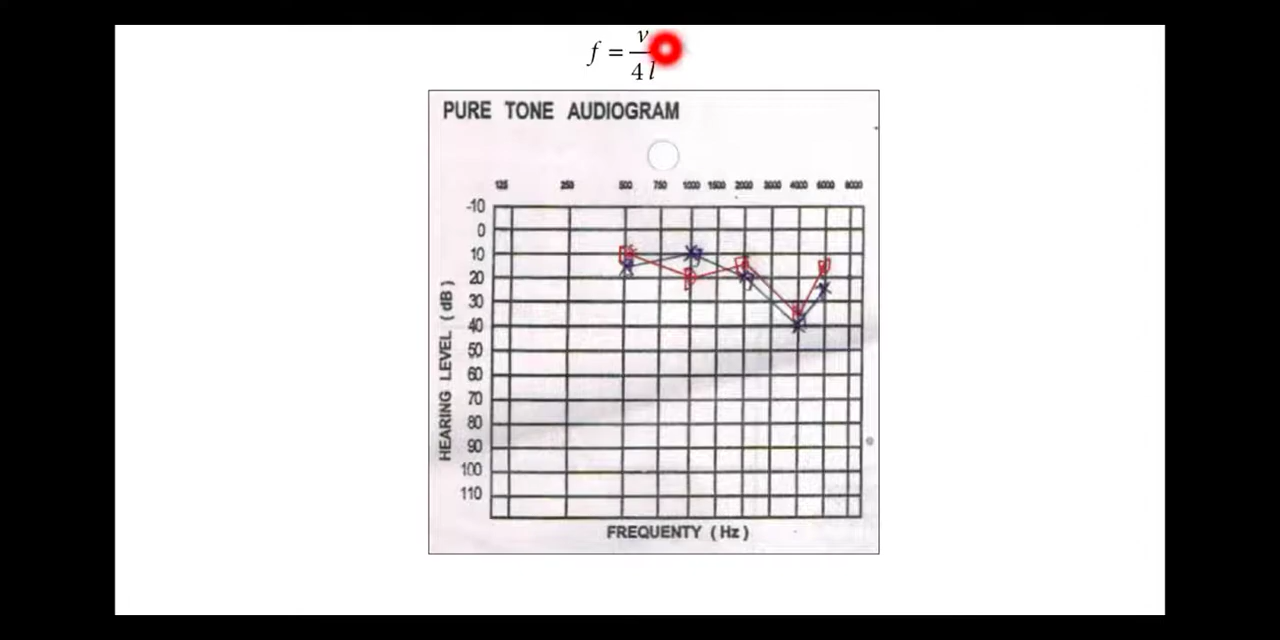 f = v / 4 l
PURE TONE AUDIOGRAM
125 250 500 750 1000 1500 2000 3000 4000 6000 8000
-10
0
10
20
30
40
50
60
70
80
90
100
110
HEARING LEVEL ( dB )
FREQUENTY ( Hz )